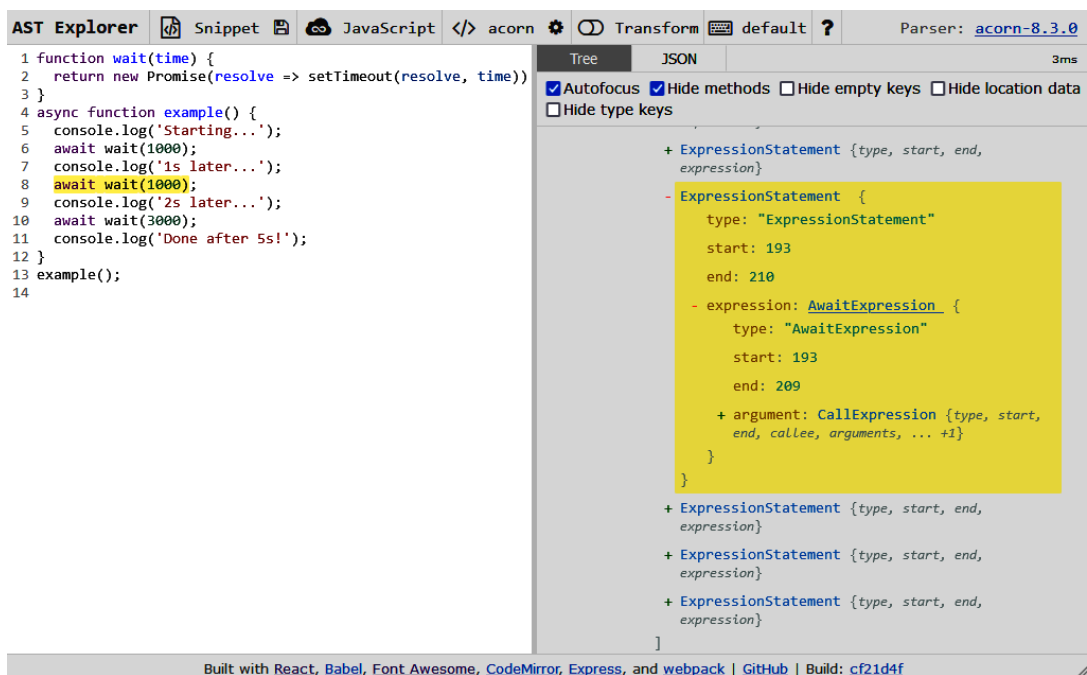 AST Explorer Snippet JavaScript </> acorn Transform default ? Parser: acorn-8.3.0
1 function wait(time) {
2 return new Promise(resolve => setTimeout(resolve, time))
3 }
4 async function example() {
5 console.log('Starting...');
6 await wait(1000);
7 console.log('1s later...');
8 await wait(1000);
9 console.log('2s later...');
10 await wait(3000);
11 console.log('Done after 5s!');
12 }
13 example();
14
Tree JSON 3ms
Autofocus Hide methods Hide empty keys Hide location data
Hide type keys
+ ExpressionStatement {type, start, end,
expression}
- ExpressionStatement {
type: "ExpressionStatement"
start: 193
end: 210
- expression: AwaitExpression {
type: "AwaitExpression"
start: 193
end: 209
+ argument: CallExpression {type, start,
end, callee, arguments, ... +1}
}
}
+ ExpressionStatement {type, start, end,
expression}
+ ExpressionStatement {type, start, end,
expression}
+ ExpressionStatement {type, start, end,
expression}
]
Built with React, Babel, Font Awesome, CodeMirror, Express, and webpack | GitHub | Build: cf21d4f